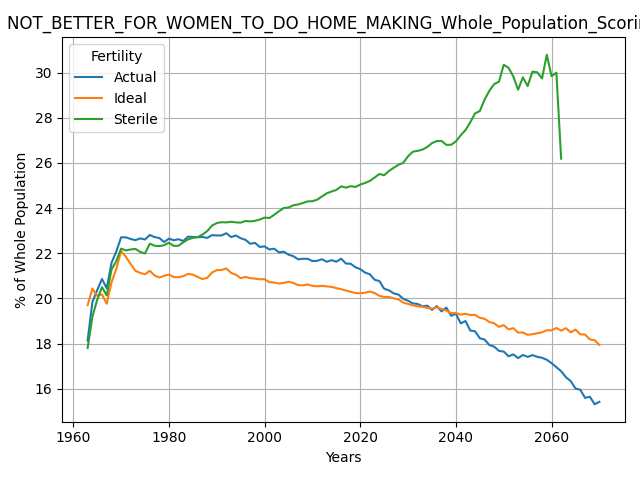 NOT_BETTER_FOR_WOMEN_TO_DO_HOME_MAKING_Whole_Population_Scori
Fertility
Actual
Ideal
Sterile
% of Whole Population
30
28
26
24
22
20
18
16
1960 1980 2000 2020 2040 2060
Years